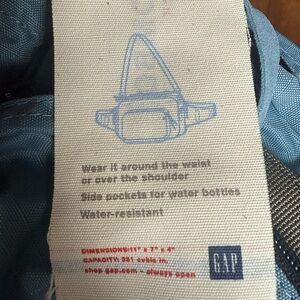 Wear it around the waist
or over the shoulder
Side pockets for water bottles
Water-resistant
DIMENSIONS: 11" x 7" x 4"
CAPACITY: 231 cubic in.
shop gap.com - always open
GAP